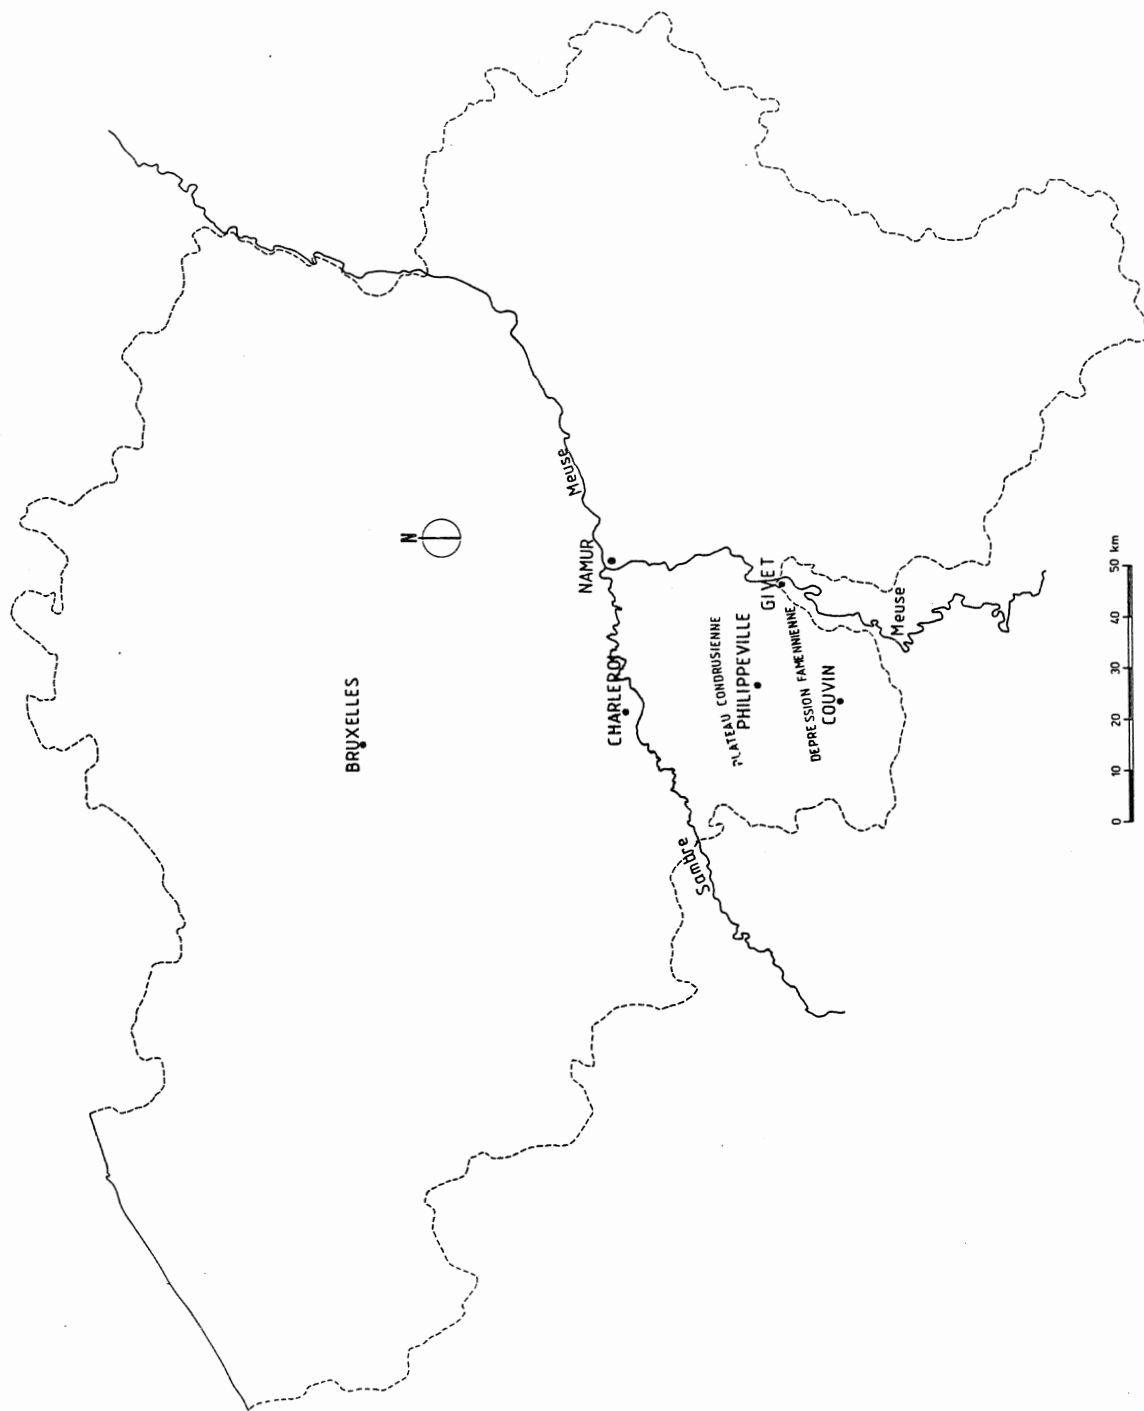 N
BRUXELLES
Meuse
NAMUR
CHARLEROI
Sambre
PLATEAU CONDRUSIENNE
PHILIPPEVILLE
GIVET
DEPRESSION FAMENNIENNE
COUVIN
Meuse
0 10 20 30 40 50 km